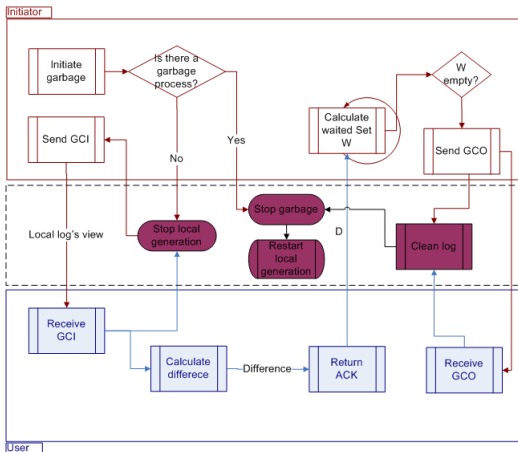 Initiator
Initiate
garbage
Is there a
garbage
process?
W
empty?
Calculate
waited Set
W
Send GCI
Send GCO
No
Yes
Stop garbage
Local log's view
Stop local
generation
D
Restart
local
generation
Clean log
Receive
GCI
Calculate
differece
Difference
Return
ACK
Receive
GCO
User